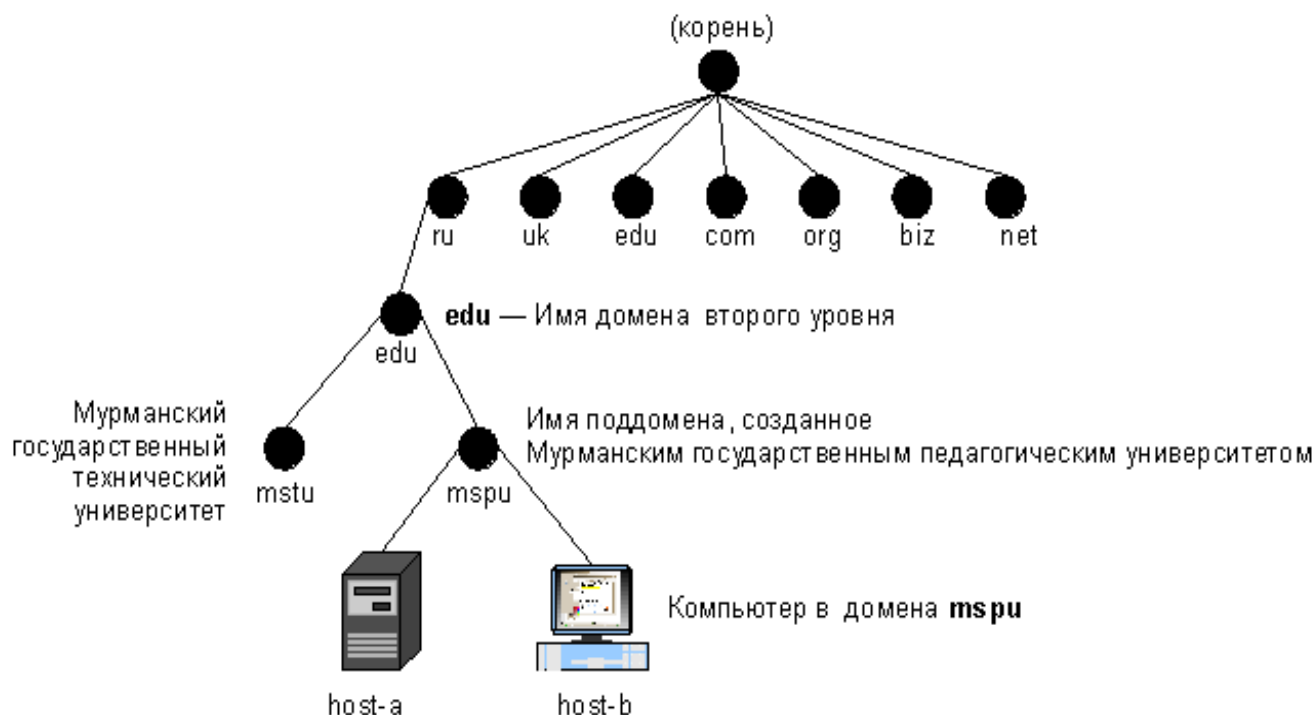 (корень)
ru
uk
edu
com
org
biz
net
edu — Имя домена второго уровня
edu
Мурманский
государственный
технический
университет
mstu
Имя поддомена, созданное
Мурманским государственным педагогическим университетом
mspu
Компьютер в домена mspu
host-a
host-b